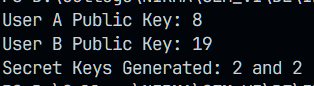 User A Public Key: 8
User B Public Key: 19
Secret Keys Generated: 2 and 2